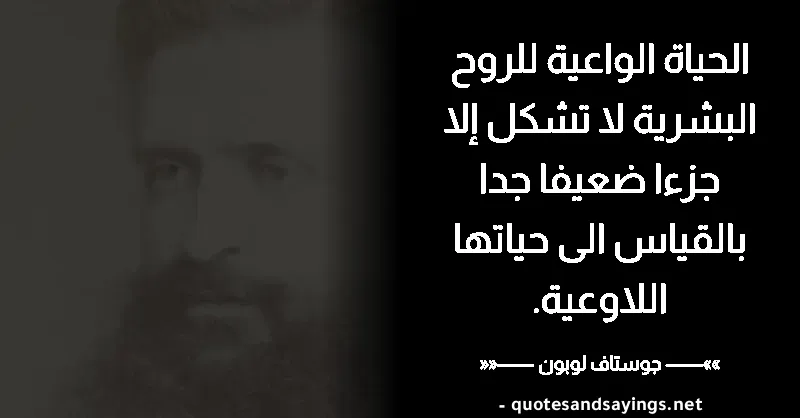 الحياة الواعية للروح
البشرية لا تشكل إلا
جزءا ضعيفا جدا
بالقياس الى حياتها
اللاوعية.
»»—— جوستاف لوبون ——««
- quotesandsayings.net